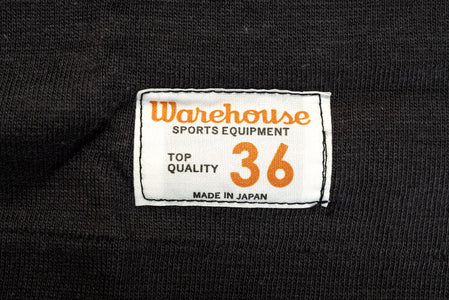 Warehouse
SPORTS EQUIPMENT
TOP
QUALITY
36
MADE IN JAPAN